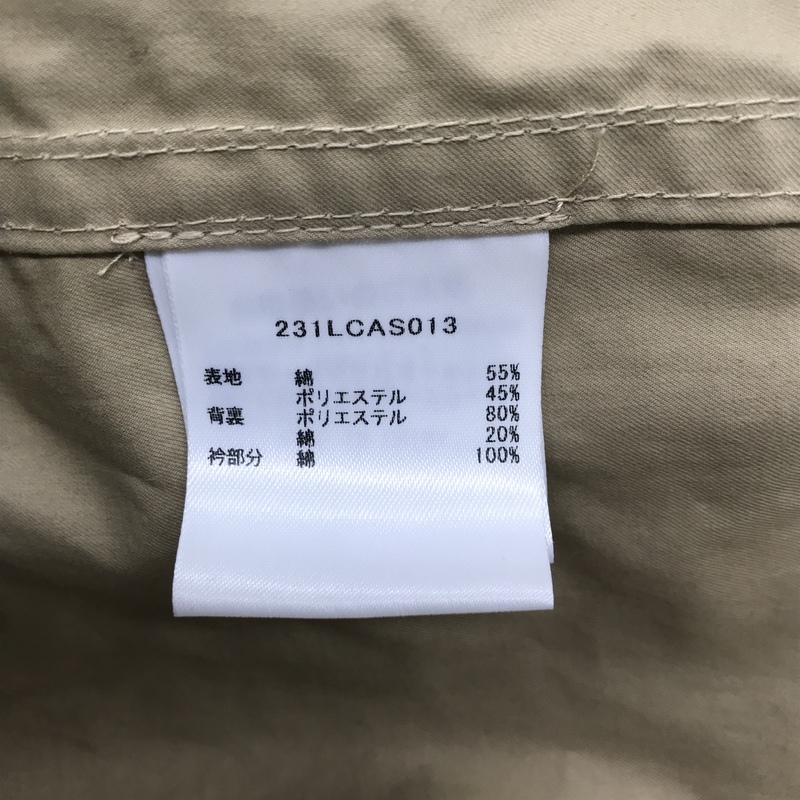 231LCAS013
表地 綿 55%
ポリエステル 45%
背裏 ポリエステル 80%
綿 20%
衿部分 綿 100%